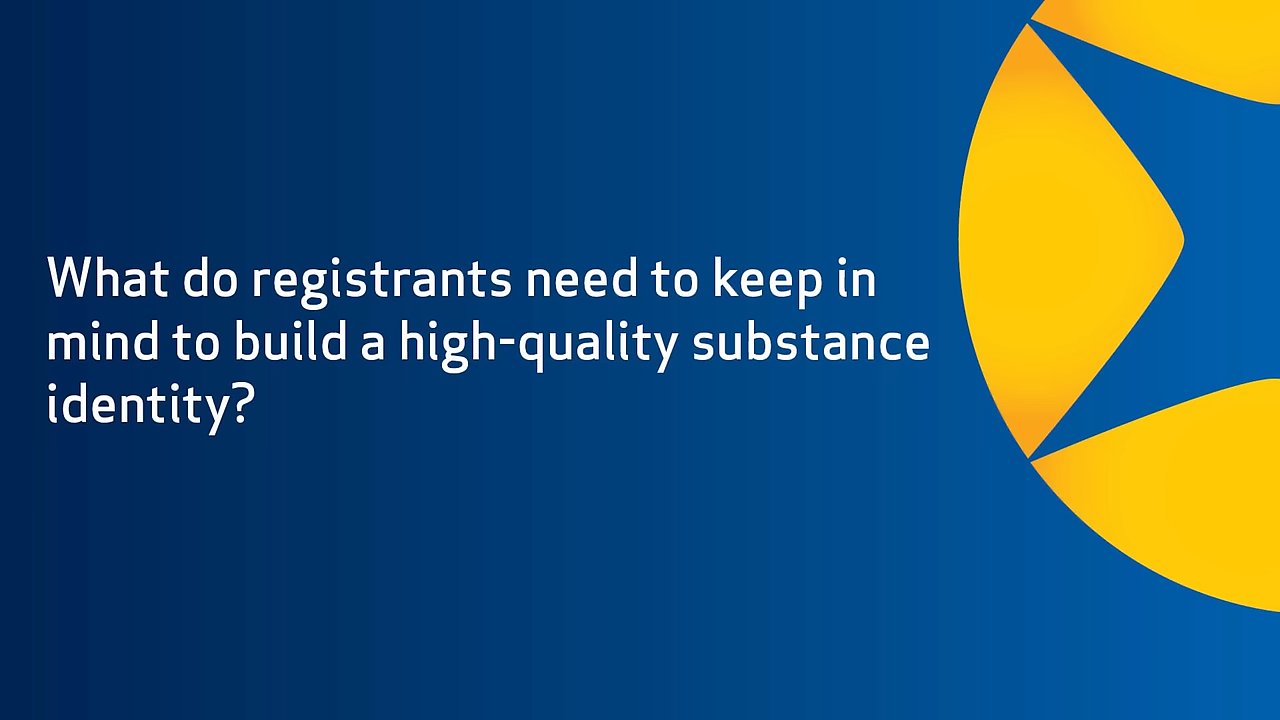 What do registrants need to keep in
mind to build a high-quality substance
identity?